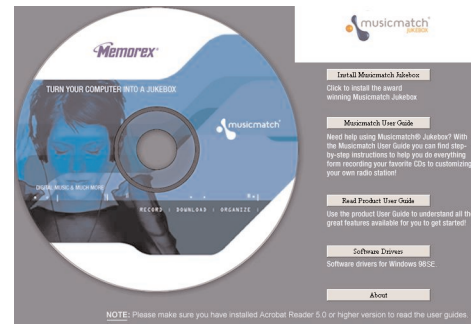 Memorex
TURN YOUR COMPUTER INTO A JUKEBOX
musicmatch
DIGITAL MUSIC & MUCH MORE
RECORD : DOWNLOAD : ORGANIZE :
musicmatch
JUKEBOX
Install Musicmatch Jukebox
Click to install the award
winning Musicmatch Jukebox
Musicmatch User Guide
Need help using Musicmatch® Jukebox? With
the Musicmatch User Guide you can find step-
by-step instructions to help you do everything
form recording your favorite CDs to customizing
your own radio station!
Read Product User Guide
Use the product User Guide to understand all the
great features available for you to get started!
Software Drivers
Software drivers for Windows 98SE.
About
NOTE: Please make sure you have installed Acrobat Reader 5.0 or higher version to read the user guides.